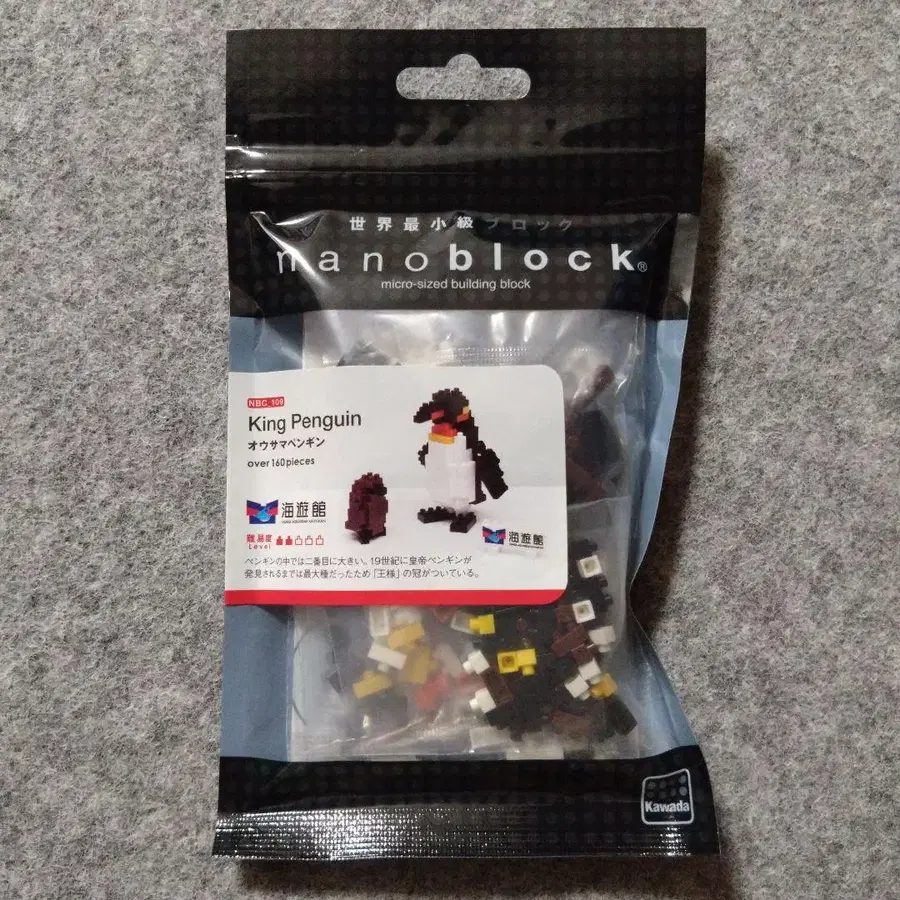 世界最小級ブロック
nanoblock®
micro-sized building block
NBC_109
King Penguin
オウサマペンギン
over160pieces
海遊館
難易度
Level
海遊館
ペンギンの中では二番目に大きい。19世紀に皇帝ペンギンが
発見されるまでは最大種だったため「王様」の冠がついている。
Kawada